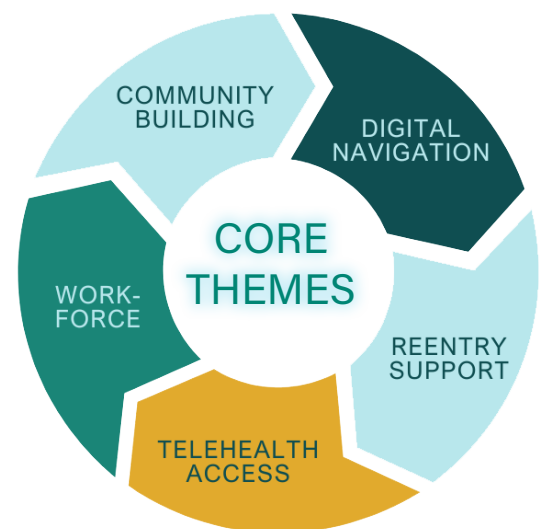 COMMUNITY
BUILDING
DIGITAL
NAVIGATION
CORE
THEMES
WORK-
FORCE
REENTRY
SUPPORT
TELEHEALTH
ACCESS